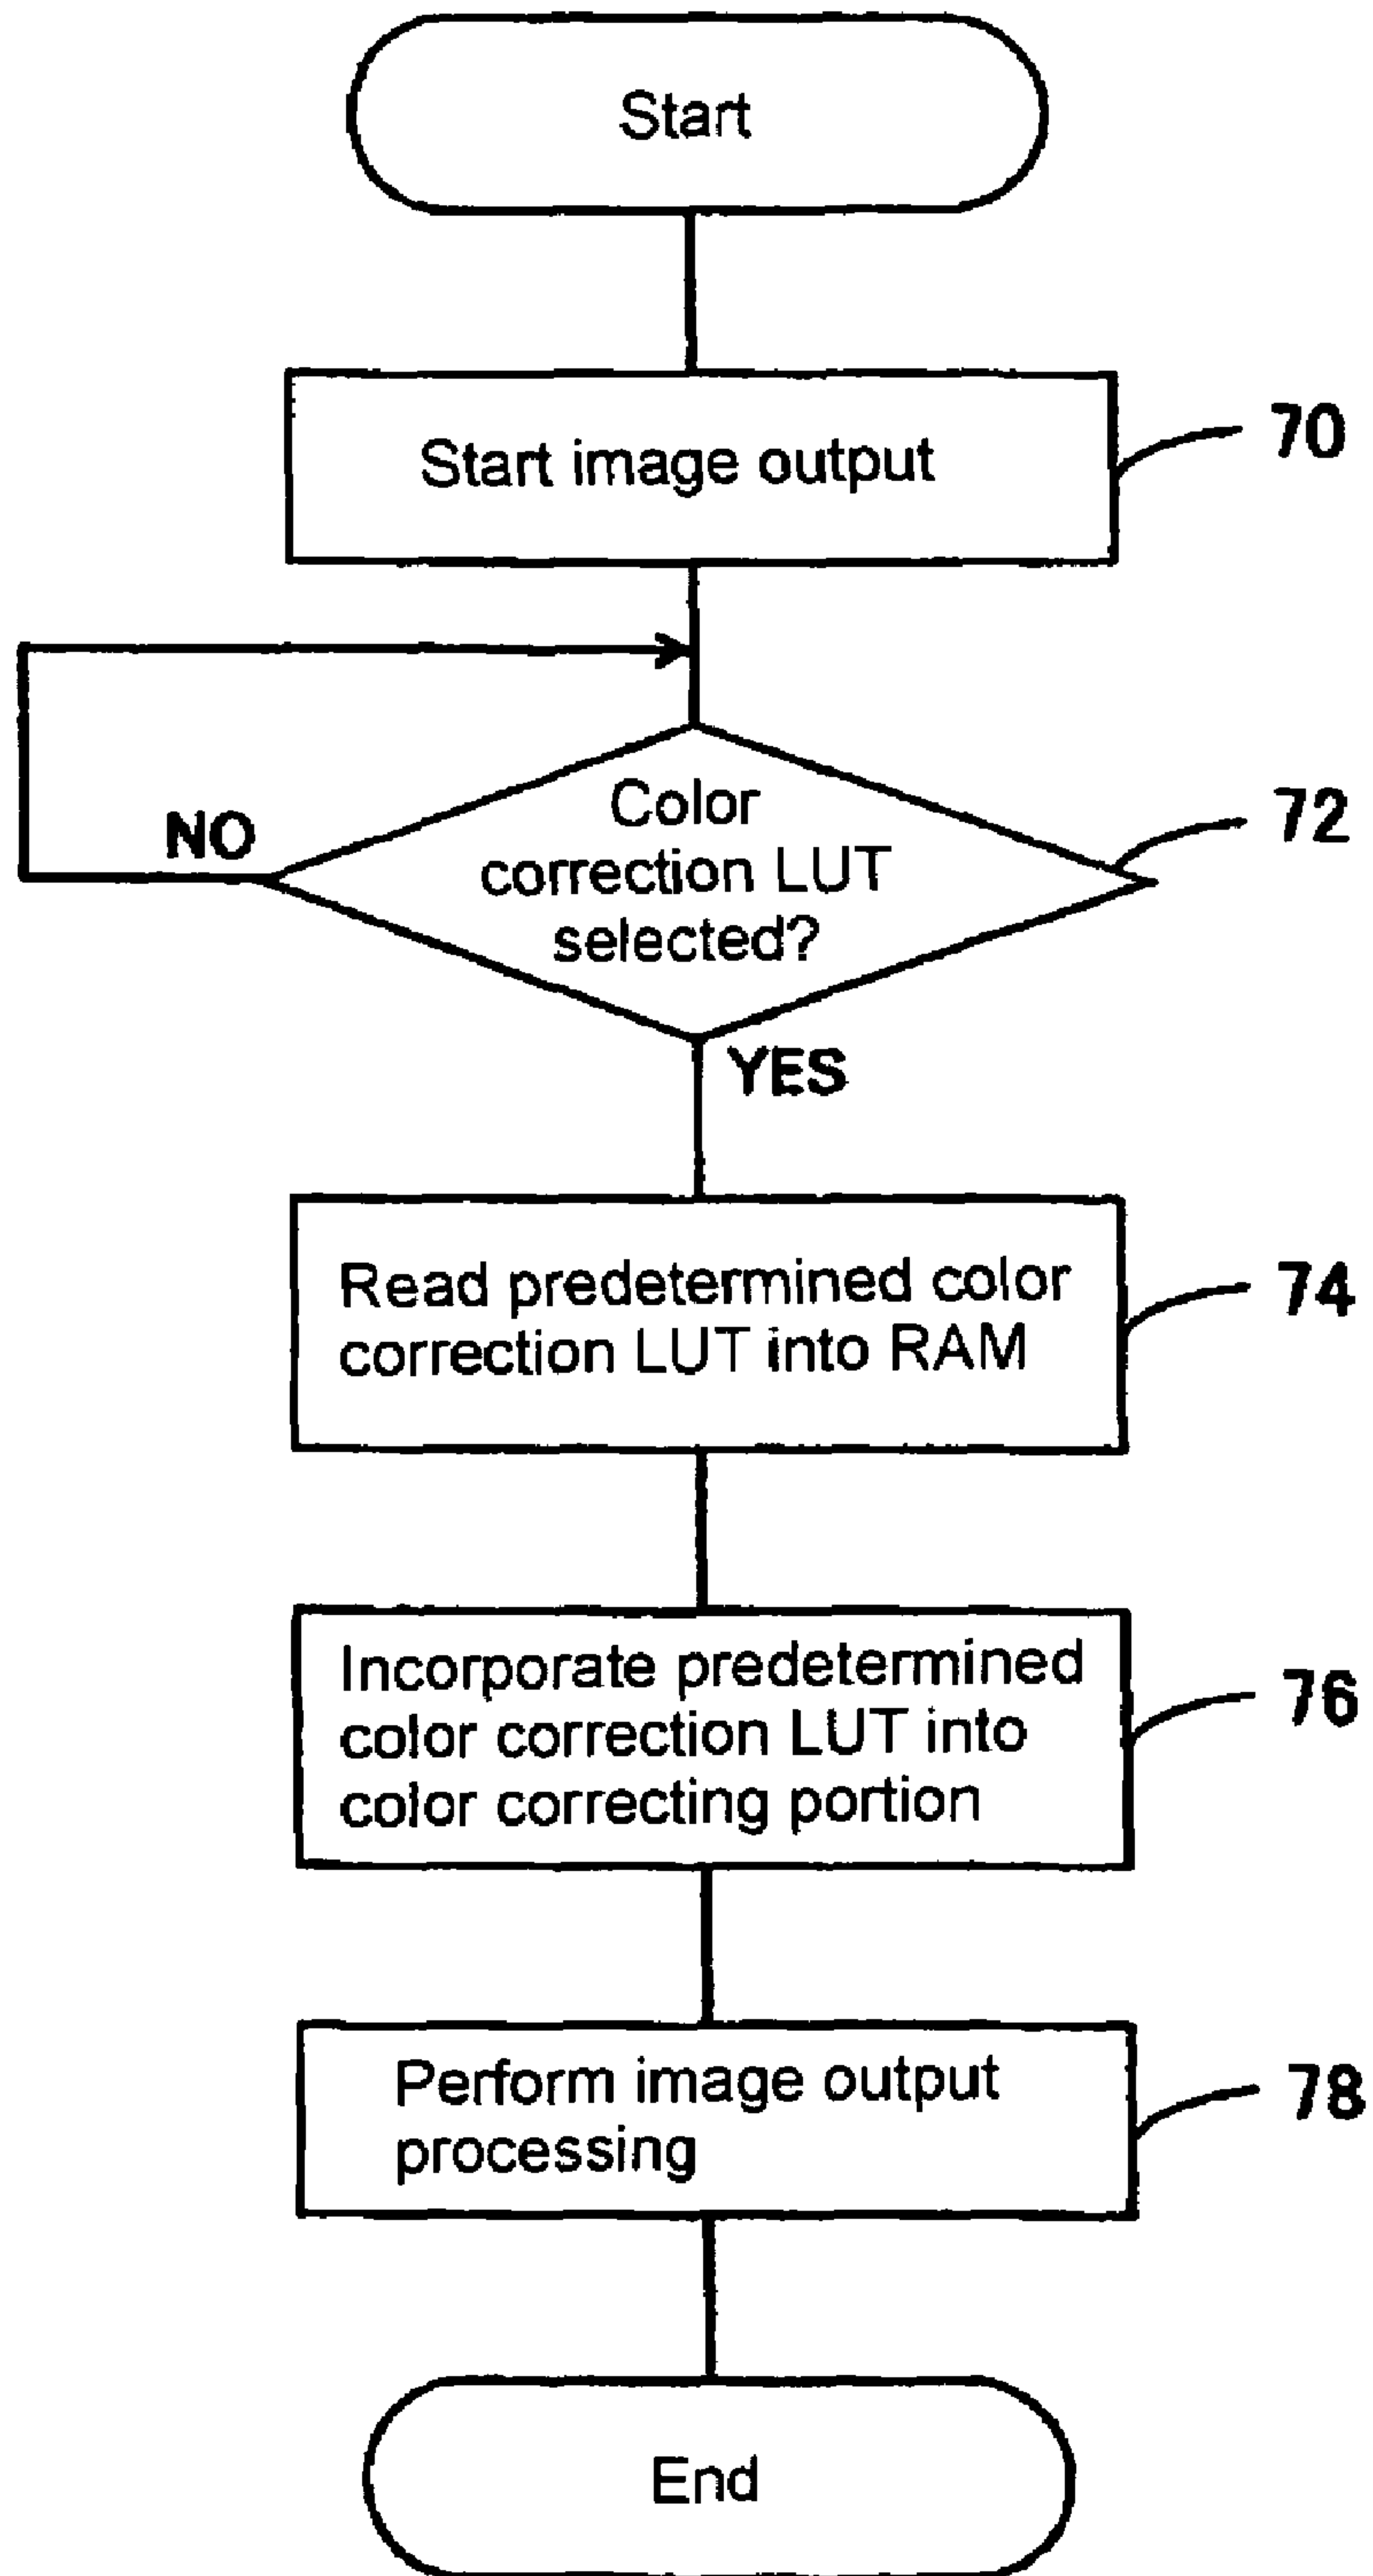 Start
Start image output
70
Color
correction LUT
selected?
72
NO
YES
Read predetermined color
correction LUT into RAM
74
Incorporate predetermined
color correction LUT into
color correcting portion
76
Perform image output
processing
78
End